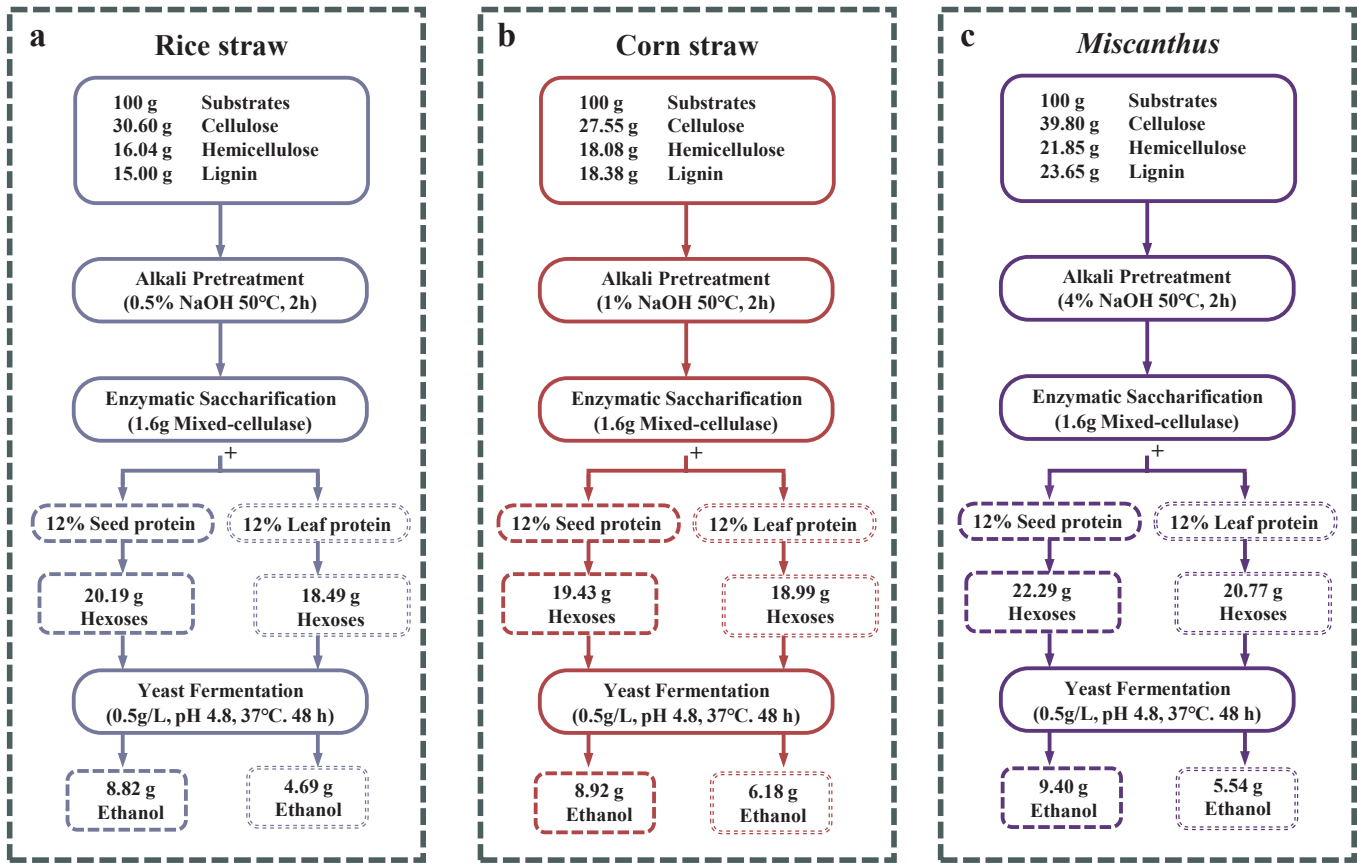 a
Rice straw
100 g Substrates
30.60 g Cellulose
16.04 g Hemicellulose
15.00 g Lignin
Alkali Pretreatment
(0.5% NaOH 50°C, 2h)
Enzymatic Saccharification
(1.6g Mixed-cellulase)
+
12% Seed protein
12% Leaf protein
20.19 g
Hexoses
18.49 g
Hexoses
Yeast Fermentation
(0.5g/L, pH 4.8, 37°C. 48 h)
8.82 g
Ethanol
4.69 g
Ethanol
b
Corn straw
100 g Substrates
27.55 g Cellulose
18.08 g Hemicellulose
18.38 g Lignin
Alkali Pretreatment
(1% NaOH 50°C, 2h)
Enzymatic Saccharification
(1.6g Mixed-cellulase)
+
12% Seed protein
12% Leaf protein
19.43 g
Hexoses
18.99 g
Hexoses
Yeast Fermentation
(0.5g/L, pH 4.8, 37°C. 48 h)
8.92 g
Ethanol
6.18 g
Ethanol
c
Miscanthus
100 g Substrates
39.80 g Cellulose
21.85 g Hemicellulose
23.65 g Lignin
Alkali Pretreatment
(4% NaOH 50°C, 2h)
Enzymatic Saccharification
(1.6g Mixed-cellulase)
+
12% Seed protein
12% Leaf protein
22.29 g
Hexoses
20.77 g
Hexoses
Yeast Fermentation
(0.5g/L, pH 4.8, 37°C. 48 h)
9.40 g
Ethanol
5.54 g
Ethanol